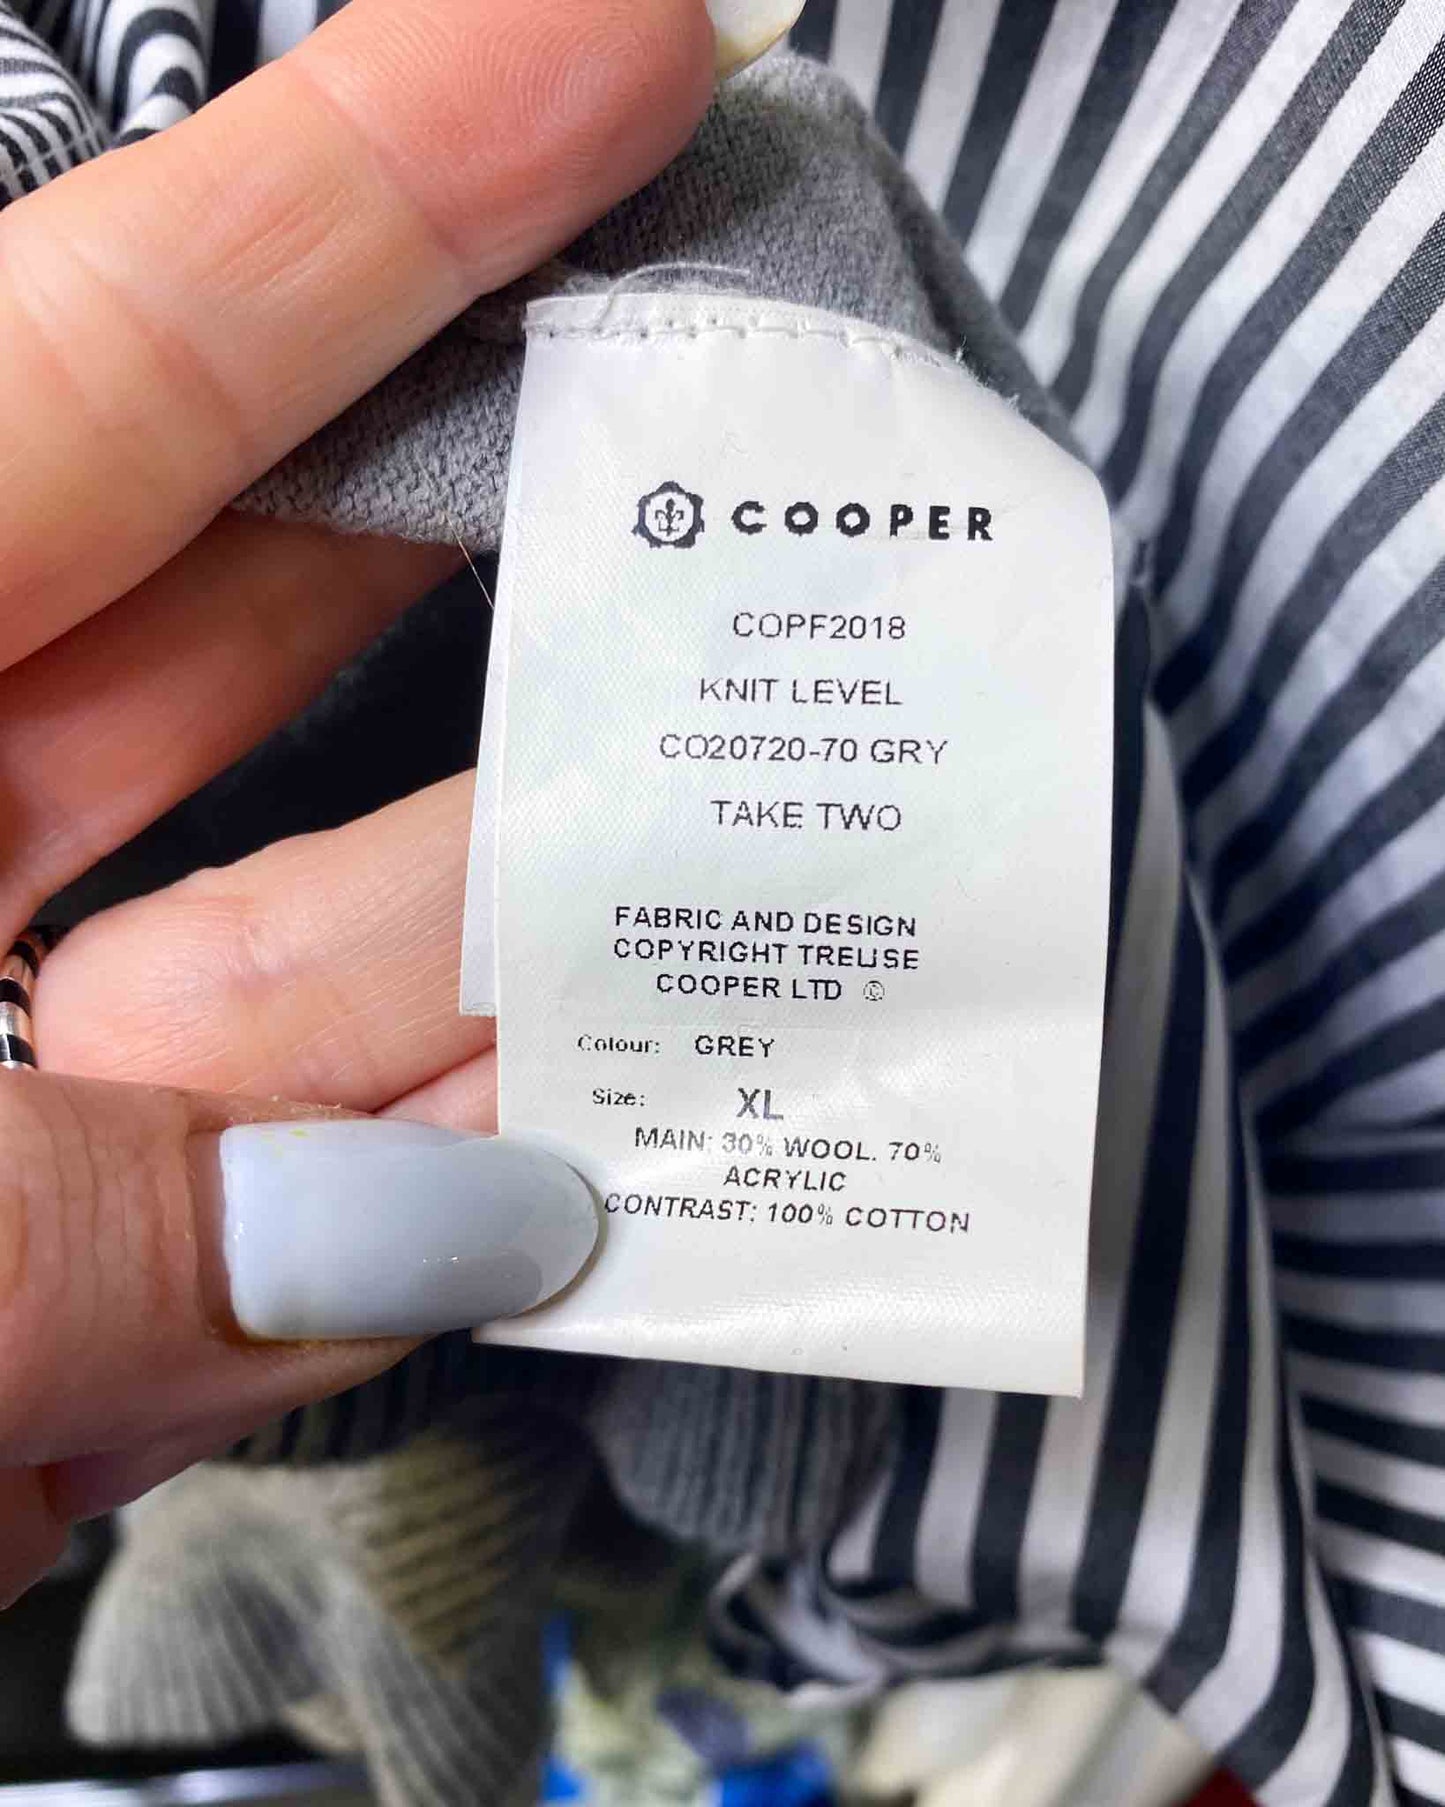 COOPER
COPF2018
KNIT LEVEL
CO20720-70 GRY
TAKE TWO
FABRIC AND DESIGN
COPYRIGHT TREUSE
COOPER LTD ©
Colour: GREY
Size: XL
MAIN: 30% WOOL. 70%
ACRYLIC
CONTRAST: 100% COTTON